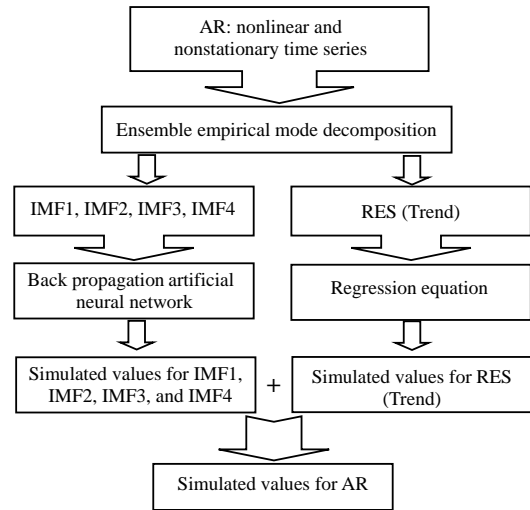 AR: nonlinear and
nonstationary time series
Ensemble empirical mode decomposition
IMF1, IMF2, IMF3, IMF4
RES (Trend)
Back propagation artificial
neural network
Regression equation
Simulated values for IMF1,
IMF2, IMF3, and IMF4
+
Simulated values for RES
(Trend)
Simulated values for AR